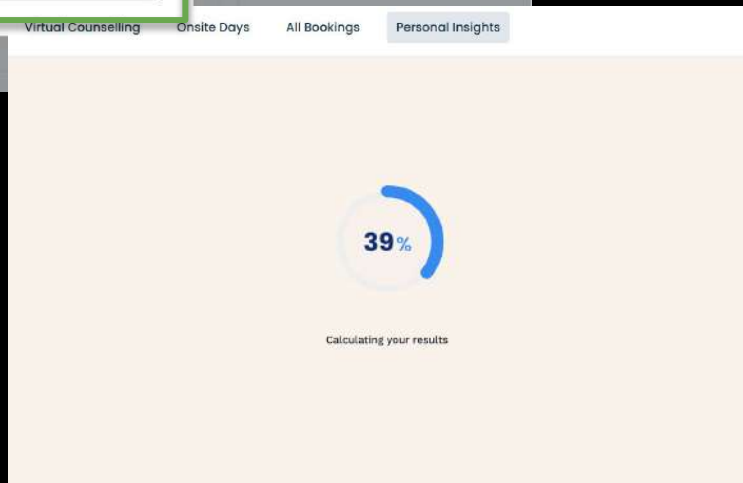 Virtual Counselling Onsite Days All Bookings Personal Insights
39%
Calculating your results